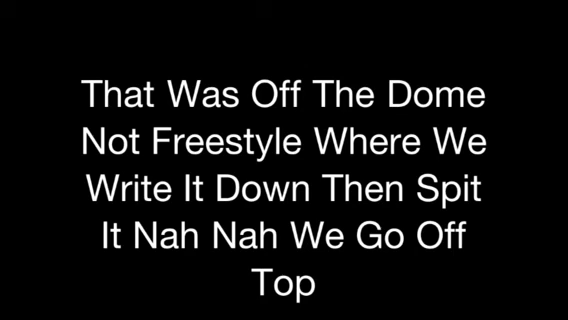 That Was Off The Dome
Not Freestyle Where We
Write It Down Then Spit
It Nah Nah We Go Off
Top